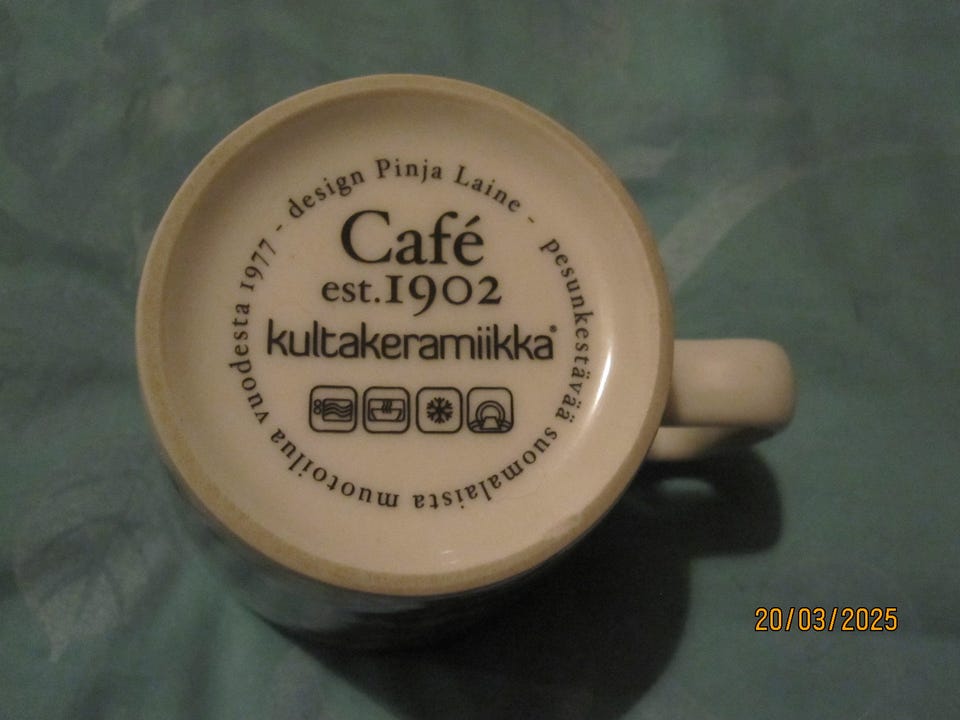 design Pinja Laine - pesunkestävää suomalaista muotoilua vuodesta 1977 -
Café
est.1902
kultakeramiikka®
20/03/2025